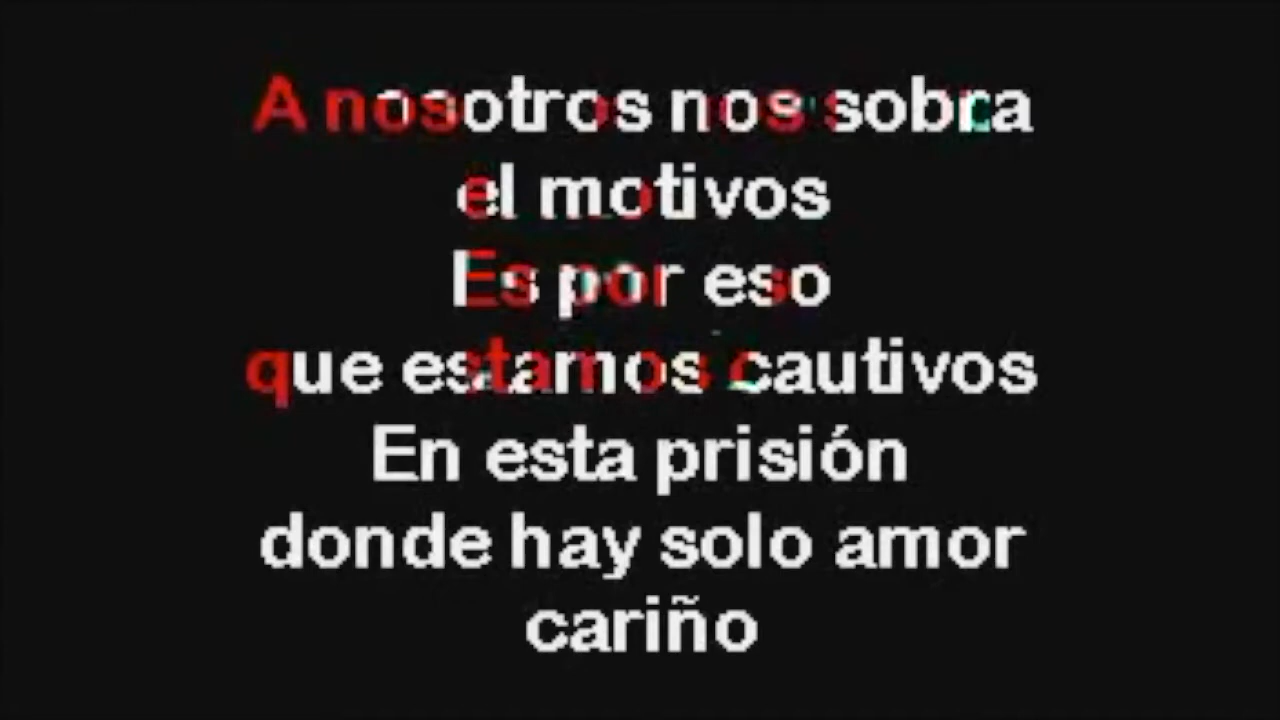 A nosotros nos sobra
el motivos
Es por eso
que estamos cautivos
En esta prisión
donde hay solo amor
cariño